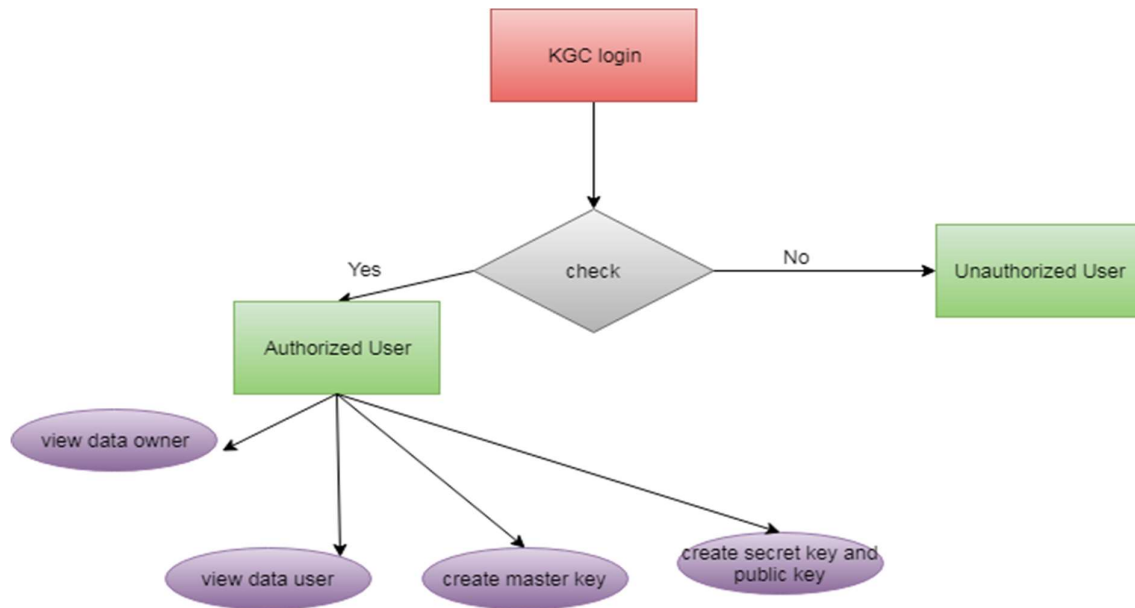 KGC login
check
Yes
No
Unauthorized User
Authorized User
view data owner
view data user
create master key
create secret key and
public key